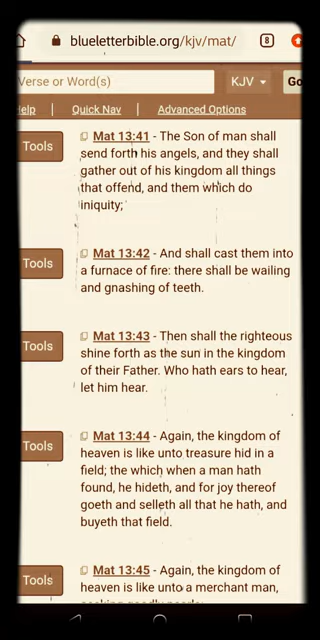 blueletterbible.org/kjv/mat/ 8
Verse or Word(s) KJV Go
Help | Quick Nav | Advanced Options
Tools
Mat 13:41 - The Son of man shall
send forth his angels, and they shall
gather out of his kingdom all things
that offend, and them which do
iniquity;
Tools
Mat 13:42 - And shall cast them into
a furnace of fire: there shall be wailing
and gnashing of teeth.
Tools
Mat 13:43 - Then shall the righteous
shine forth as the sun in the kingdom
of their Father. Who hath ears to hear,
let him hear.
Tools
Mat 13:44 - Again, the kingdom of
heaven is like unto treasure hid in a
field; the which when a man hath
found, he hideth, and for joy thereof
goeth and selleth all that he hath, and
buyeth that field.
Tools
Mat 13:45 - Again, the kingdom of
heaven is like unto a merchant man,